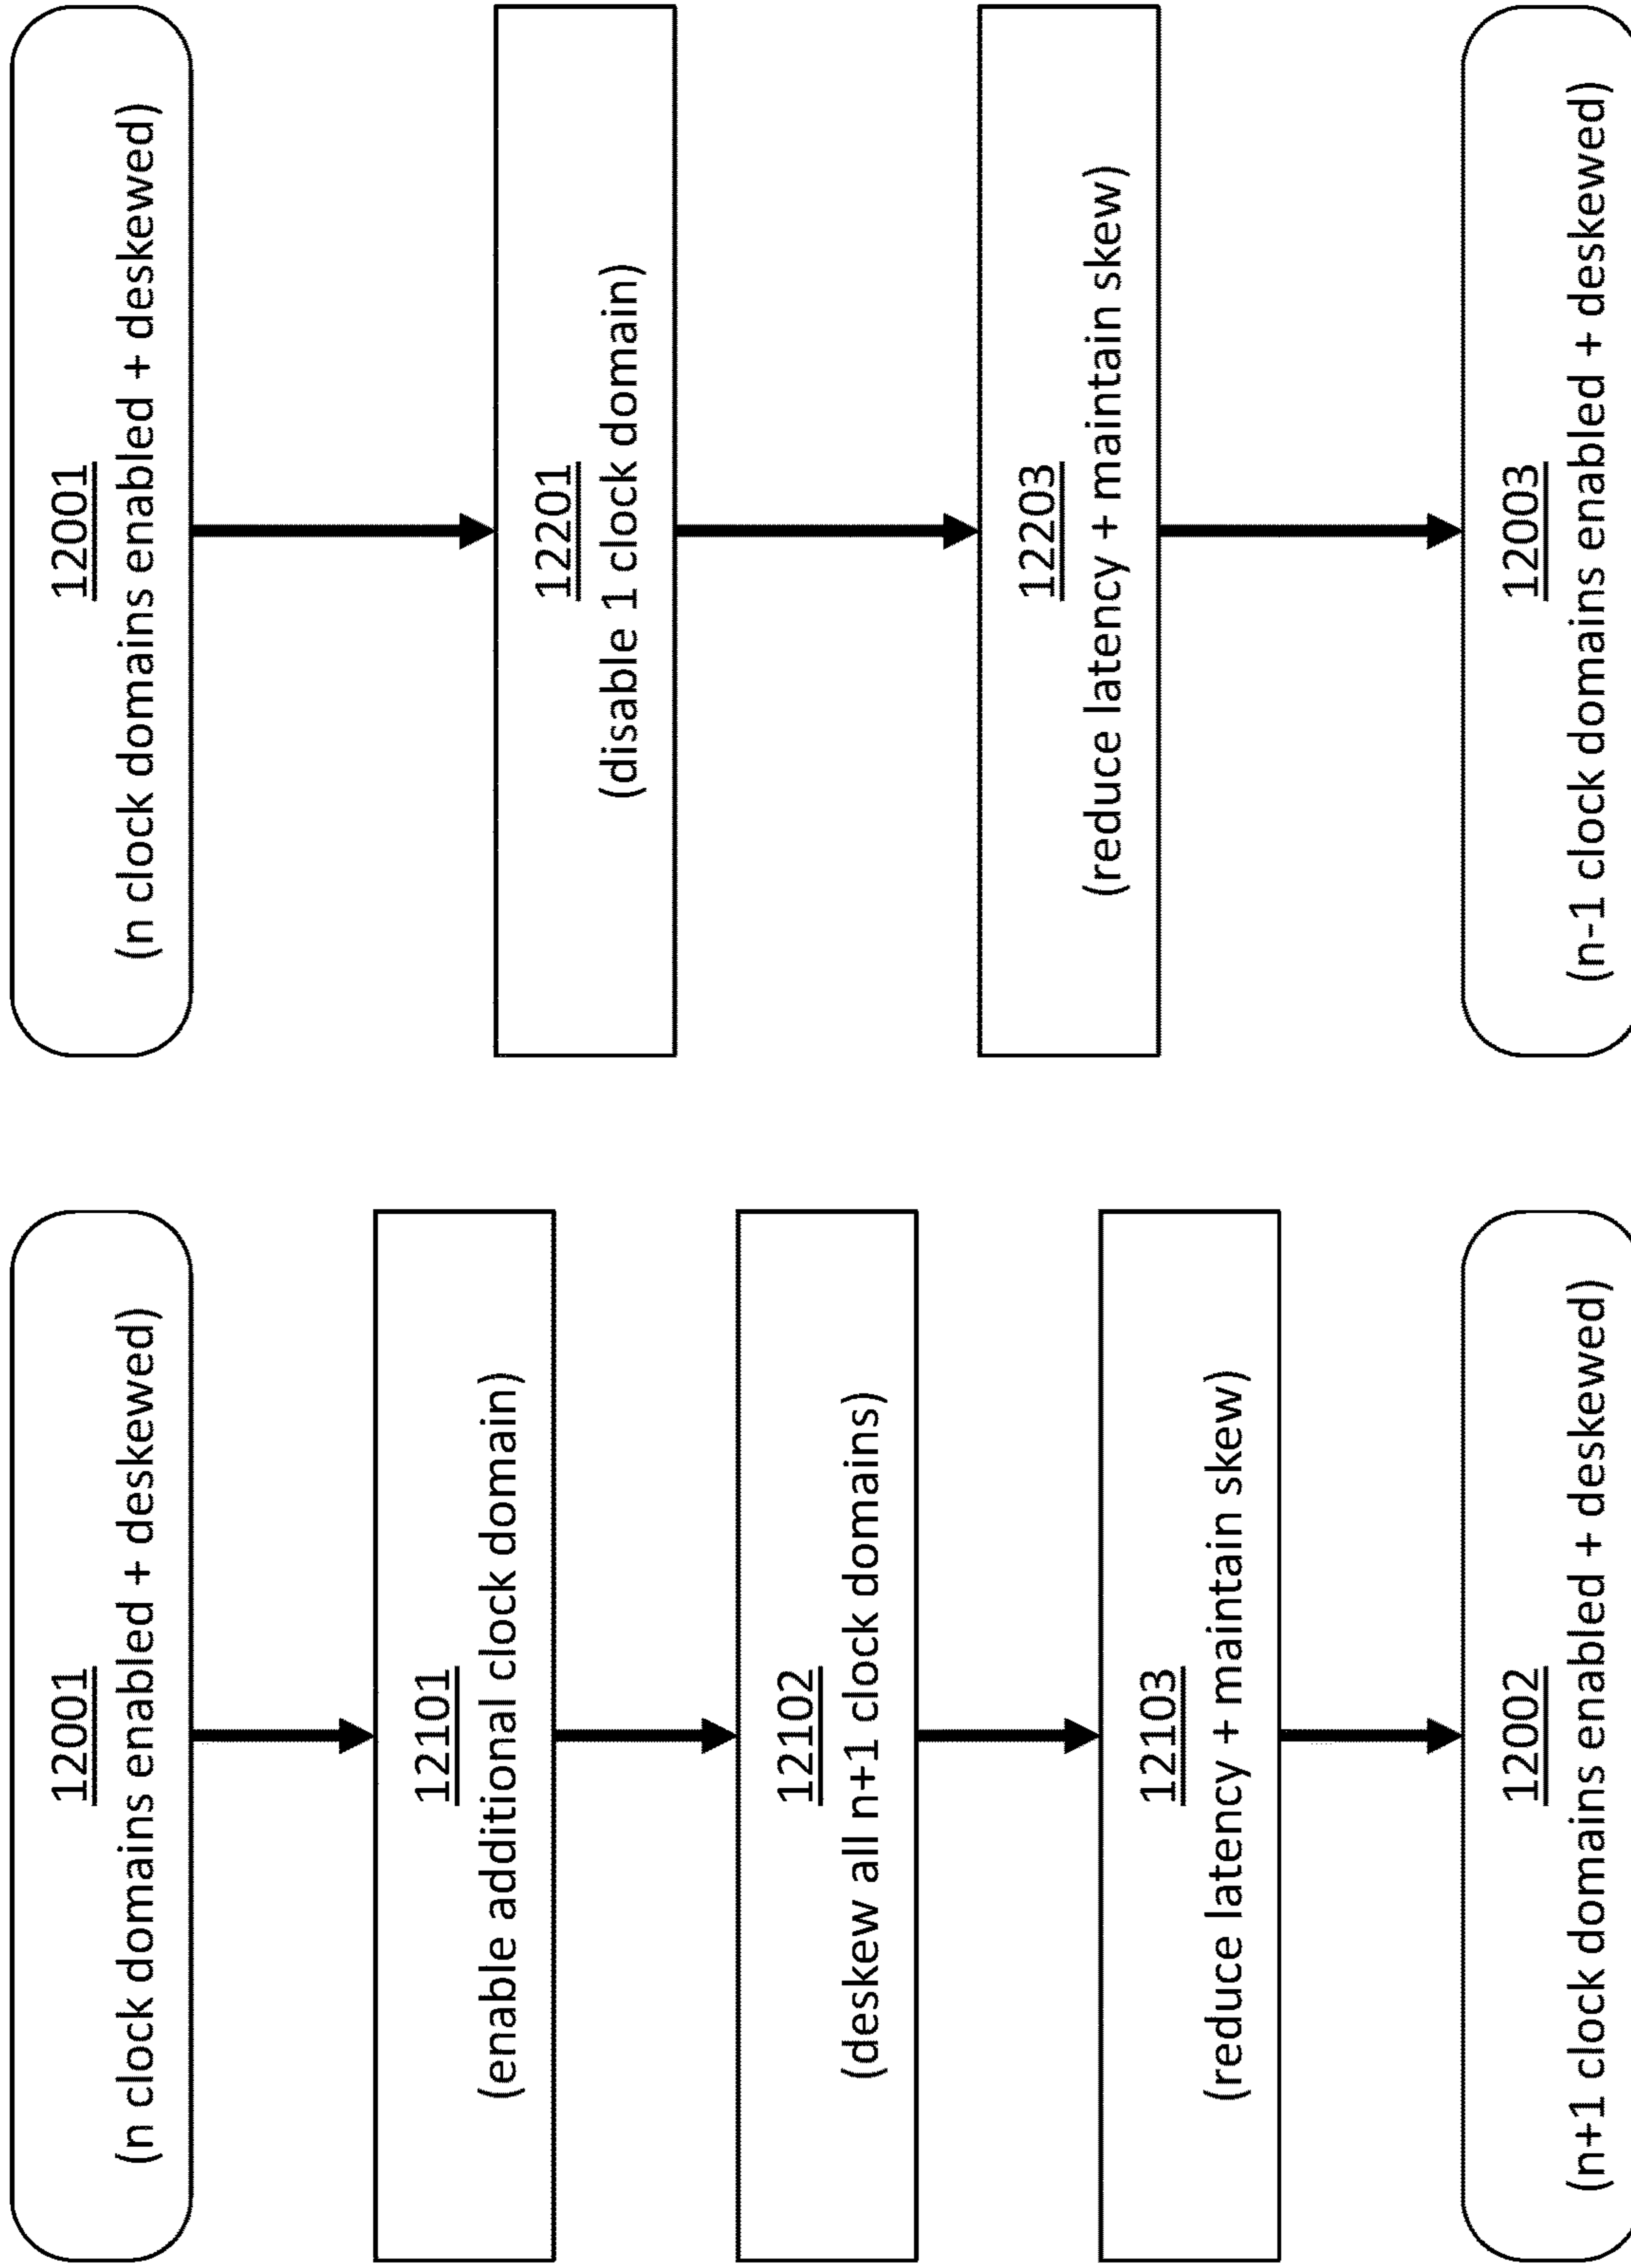 12001
(n clock domains enabled + deskewed)
12101
(enable additional clock domain)
12102
(deskew all n+1 clock domains)
12103
(reduce latency + maintain skew)
12002
(n+1 clock domains enabled + deskewed)
12001
(n clock domains enabled + deskewed)
12201
(disable 1 clock domain)
12203
(reduce latency + maintain skew)
12003
(n-1 clock domains enabled + deskewed)